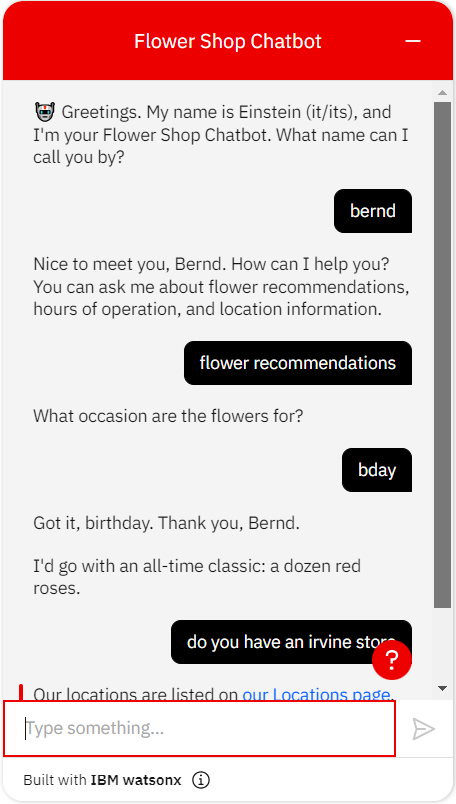 Flower Shop Chatbot
Greetings. My name is Einstein (it/its), and
I'm your Flower Shop Chatbot. What name can I
call you by?
bernd
Nice to meet you, Bernd. How can I help you?
You can ask me about flower recommendations,
hours of operation, and location information.
flower recommendations
What occasion are the flowers for?
bday
Got it, birthday. Thank you, Bernd.
I'd go with an all-time classic: a dozen red
roses.
do you have an irvine store
?
Our locations are listed on our Locations page.
Type something...
Built with IBM watsonx